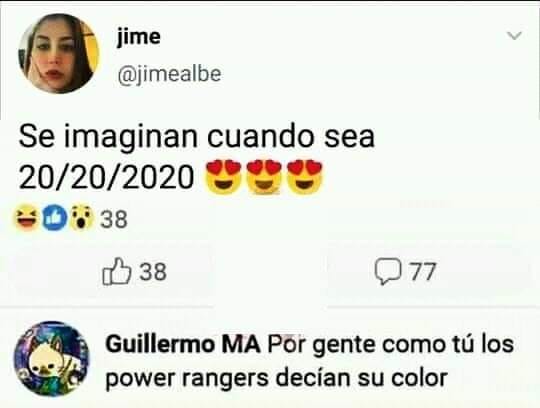 jime
@jimealbe
Se imaginan cuando sea
20/20/2020 😍😍😍
38
38
77
Guillermo MA Por gente como tú los
power rangers decían su color